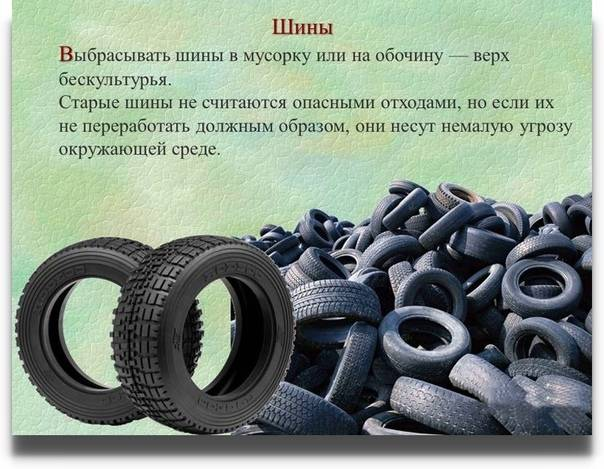 Шины
Выбрасывать шины в мусорку или на обочину — верх
бескультурья.
Старые шины не считаются опасными отходами, но если их
не переработать должным образом, они несут немалую угрозу
окружающей среде.